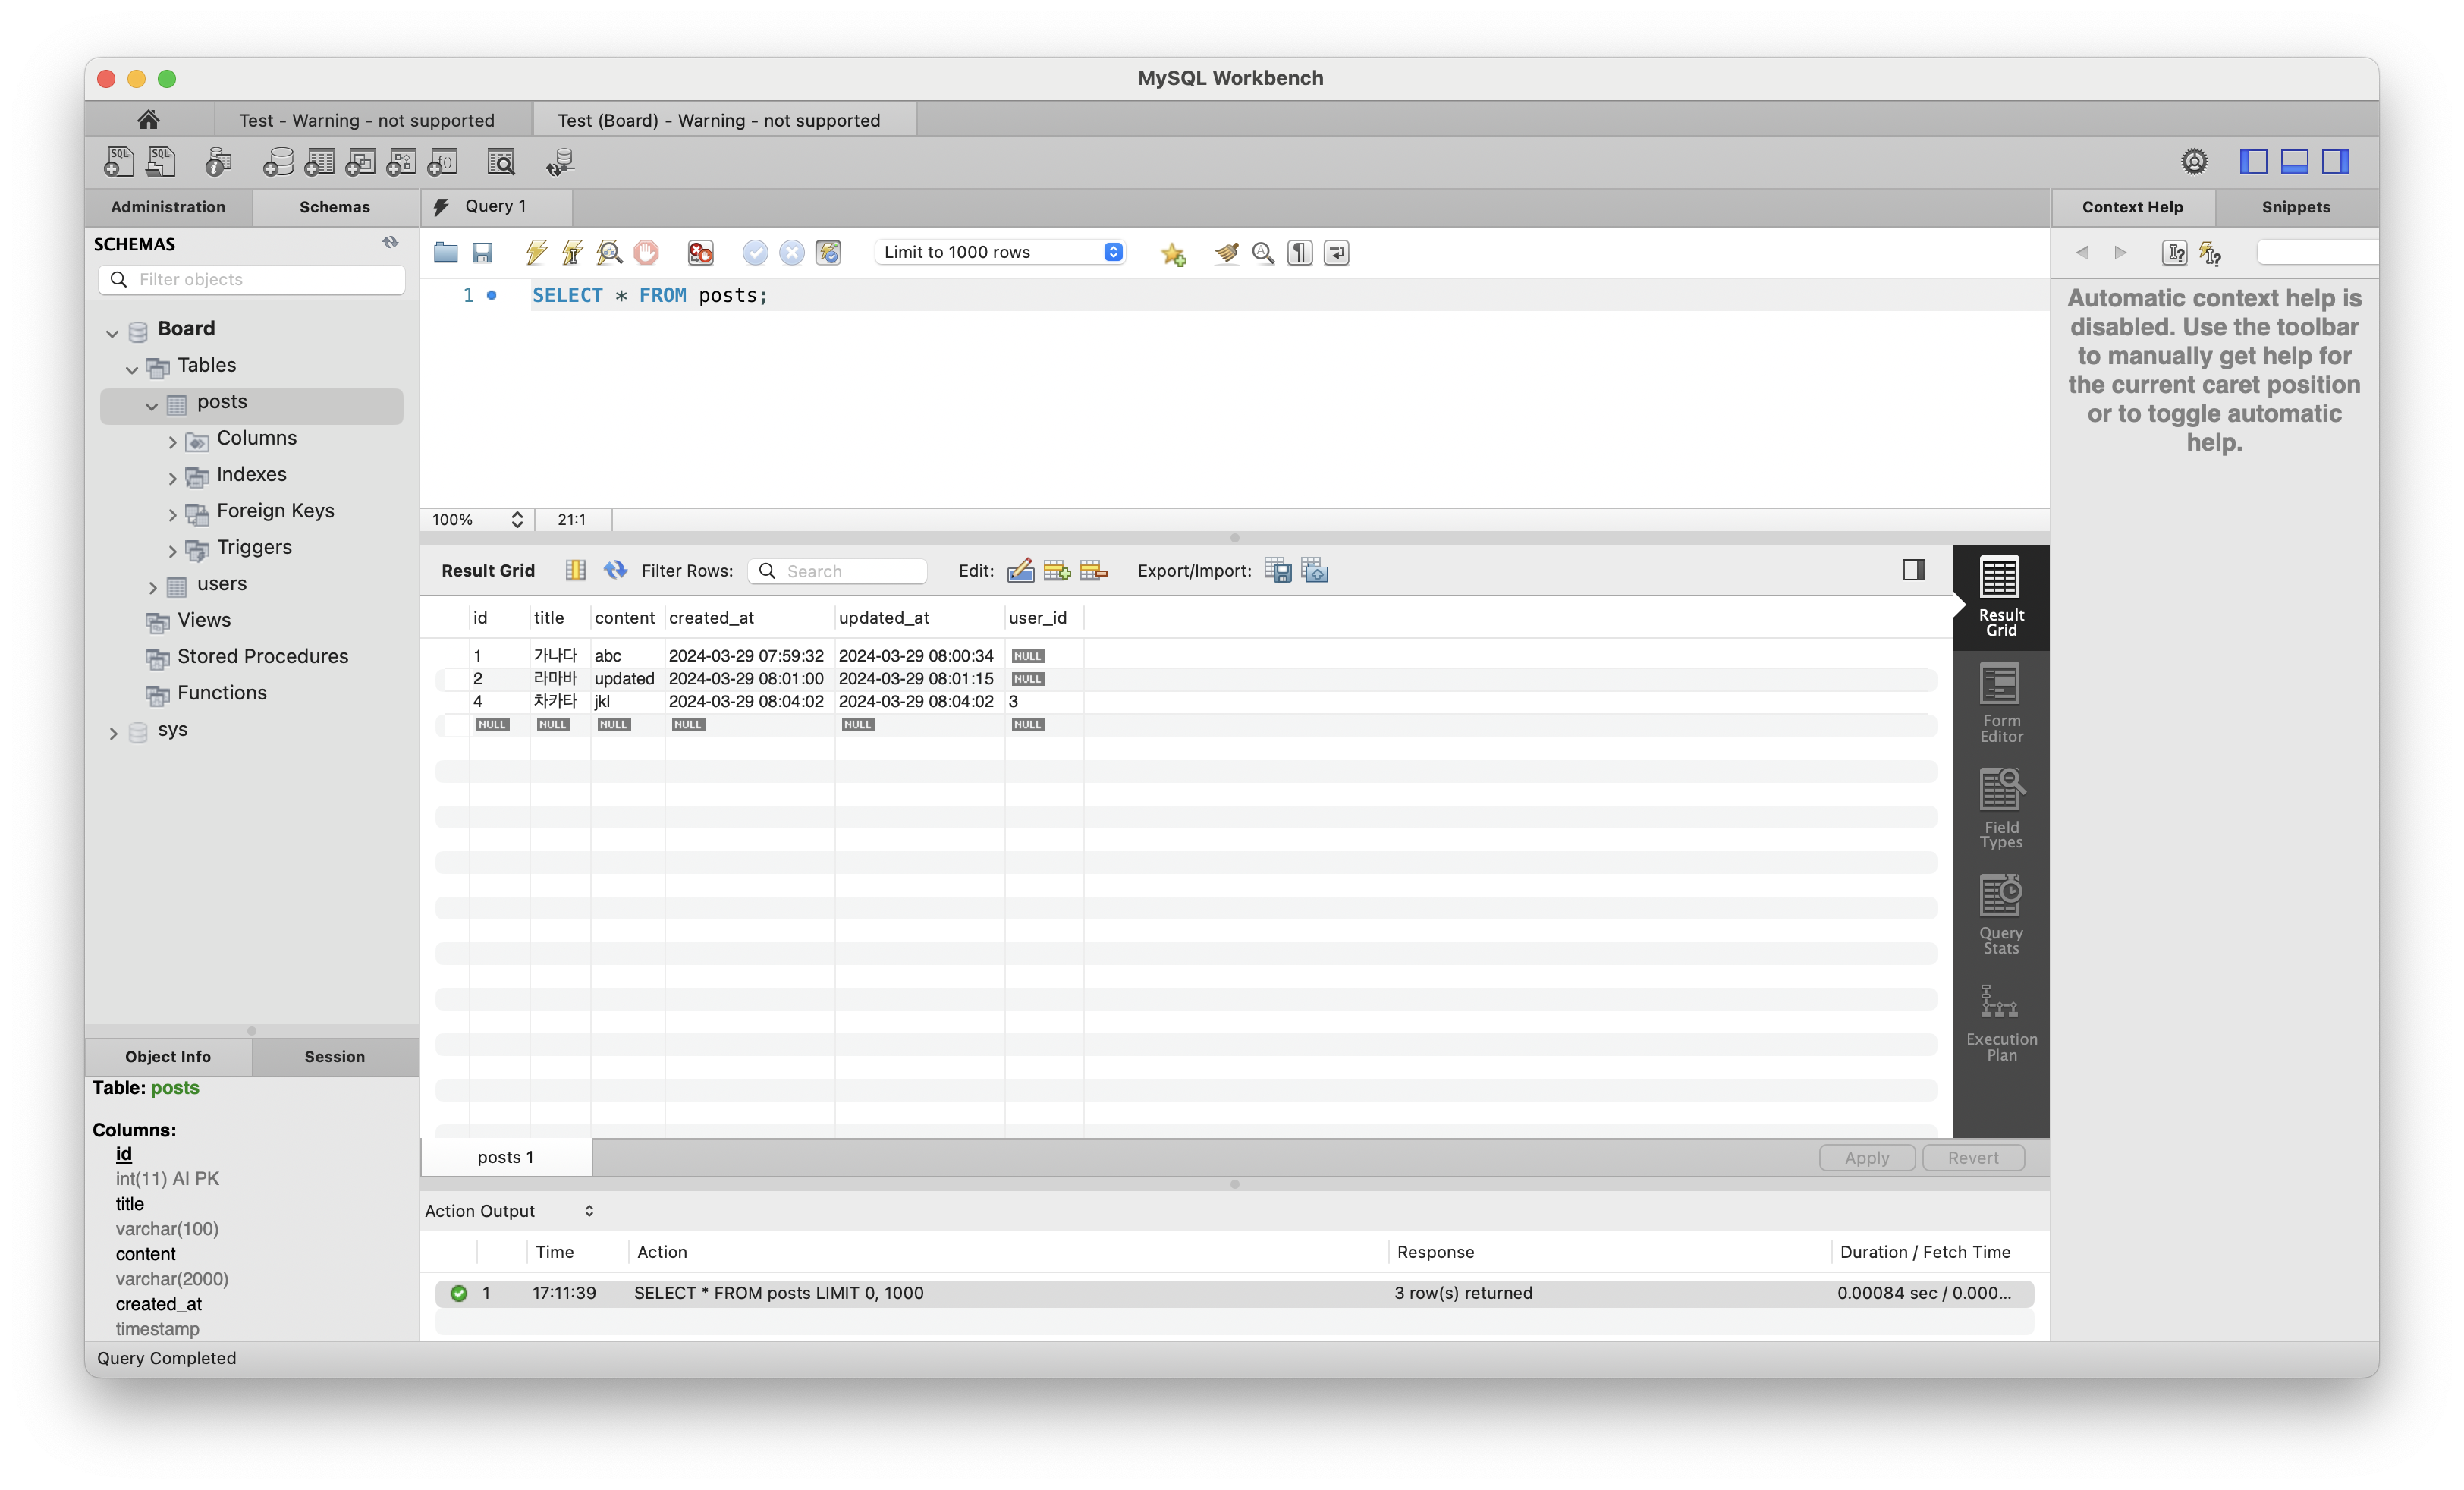 MySQL Workbench
Test - Warning - not supported
Test (Board) - Warning - not supported
SQL
SQL
Administration
Schemas
SCHEMAS
Filter objects
Board
Tables
posts
Columns
Indexes
Foreign Keys
Triggers
users
Views
Stored Procedures
Functions
sys
Object Info
Session
Table: posts
Columns:
id
int(11) AI PK
title
varchar(100)
content
varchar(2000)
created_at
timestamp
Query 1
Limit to 1000 rows
1 SELECT * FROM posts;
100% 21:1
Result Grid Filter Rows: Search Edit: Export/Import:
id title content created_at updated_at user_id
1 가나다 abc 2024-03-29 07:59:32 2024-03-29 08:00:34 NULL
2 라마바 updated 2024-03-29 08:01:00 2024-03-29 08:01:15 NULL
4 차카타 jkl 2024-03-29 08:04:02 2024-03-29 08:04:02 3
NULL NULL NULL NULL NULL NULL
Result
Grid
Form
Editor
Field
Types
Query
Stats
Execution
Plan
posts 1
Apply
Revert
Action Output
Time Action Response Duration / Fetch Time
1 17:11:39 SELECT * FROM posts LIMIT 0, 1000 3 row(s) returned 0.00084 sec / 0.000...
Context Help
Snippets
Automatic context help is
disabled. Use the toolbar
to manually get help for
the current caret position
or to toggle automatic
help.
Query Completed